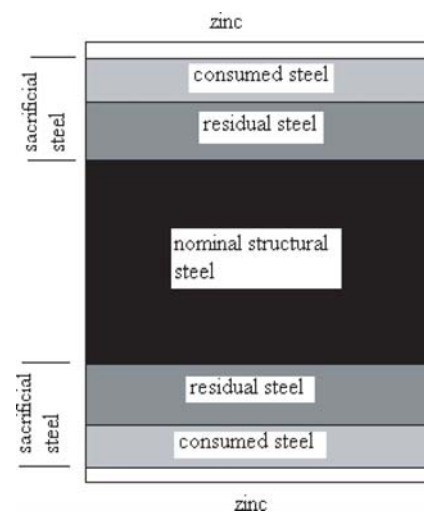 zinc
consumed steel
sacrificial
steel
residual steel
nominal structural
steel
residual steel
sacrificial
steel
consumed steel
zinc